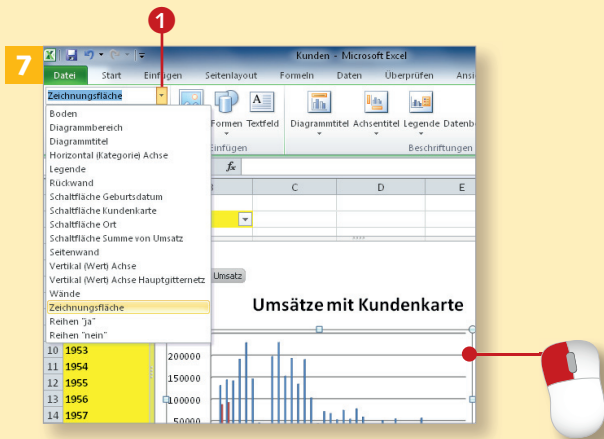 1
7
Kunden - Microsoft Excel
Datei Start Einfügen Seitenlayout Formeln Daten Überprüfen Ansi
Zeichnungsfläche
Boden
Diagrammbereich
Diagrammtitel
Horizontal (Kategorie) Achse
Legende
Rückwand
Schaltfläche Geburtsdatum
Schaltfläche Kundenkarte
Schaltfläche Ort
Schaltfläche Summe von Umsatz
Seitenwand
Vertikal (Wert) Achse
Vertikal (Wert) Achse Hauptgitternetz
Wände
Zeichnungsfläche
Reihen "ja"
Reihen "nein"
Formen Textfeld Diagrammtitel Achsentitel Legende Datenb
Einfügen Beschriftungen
fx
C D E
Umsatz
Umsätze mit Kundenkarte
10 1953
11 1954
12 1955
13 1956
14 1957
200000
150000
100000
50000